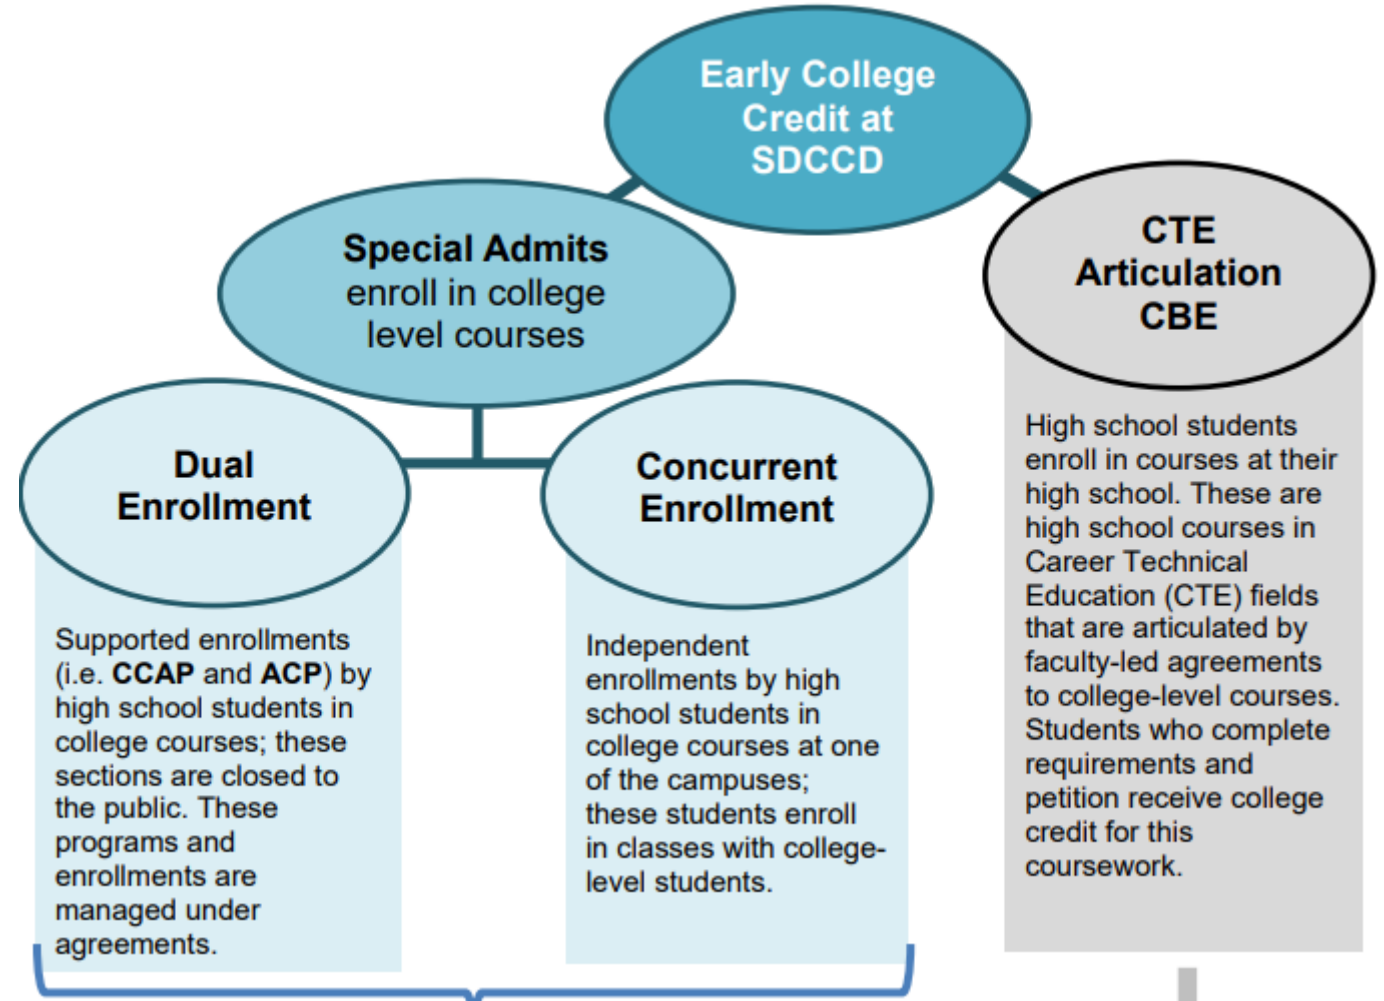 Early College
Credit at
SDCCD
Special Admits
enroll in college
level courses
CTE
Articulation
CBE
Dual
Enrollment
Supported enrollments
(i.e. CCAP and ACP) by
high school students in
college courses; these
sections are closed to
the public. These
programs and
enrollments are
managed under
agreements.
Concurrent
Enrollment
Independent
enrollments by high
school students in
college courses at one
of the campuses;
these students enroll
in classes with college-
level students.
High school students
enroll in courses at their
high school. These are
high school courses in
Career Technical
Education (CTE) fields
that are articulated by
faculty-led agreements
to college-level courses.
Students who complete
requirements and
petition receive college
credit for this
coursework.